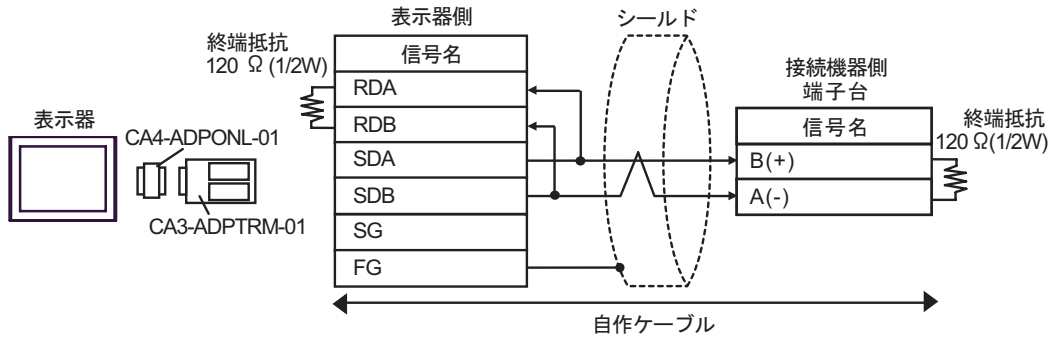 表示器
CA4-ADPONL-01
CA3-ADPTRM-01
終端抵抗
120 Ω (1/2W)
表示器側
信号名
RDA
RDB
SDA
SDB
SG
FG
シールド
接続機器側
端子台
信号名
B(+)
A(-)
終端抵抗
120 Ω(1/2W)
自作ケーブル